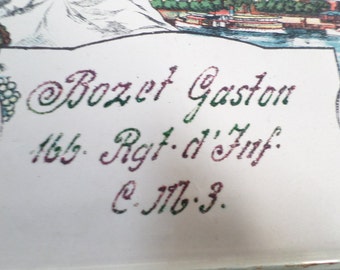 Bozet Gaston
166. Rgt. d'Inf.
C.M.3.